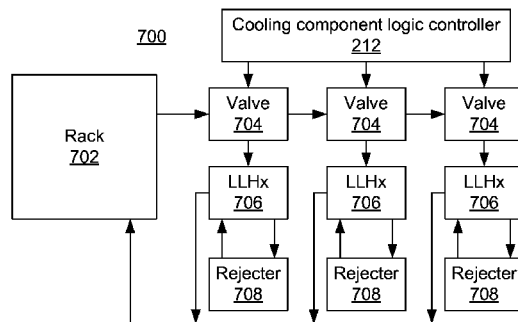 700
Cooling component logic controller
212
Rack
702
Valve
704
Valve
704
Valve
704
LLHx
706
LLHx
706
LLHx
706
Rejecter
708
Rejecter
708
Rejecter
708